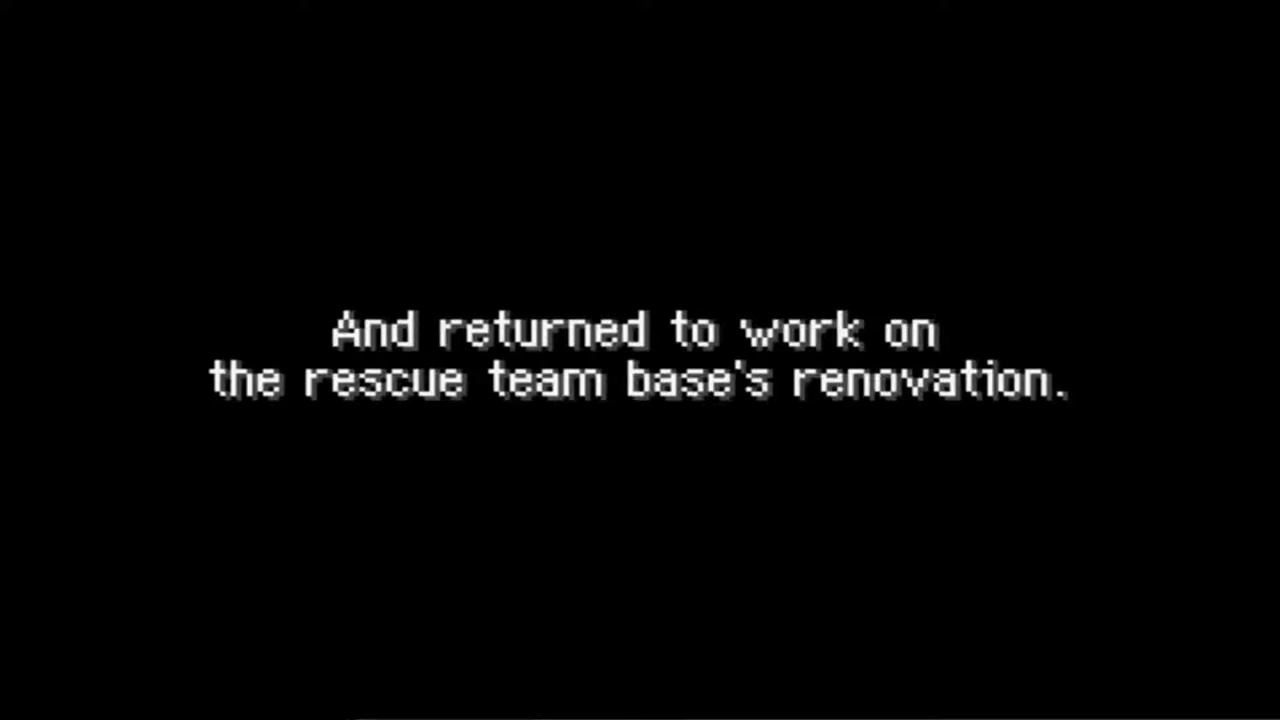 And returned to work on
the rescue team base's renovation.